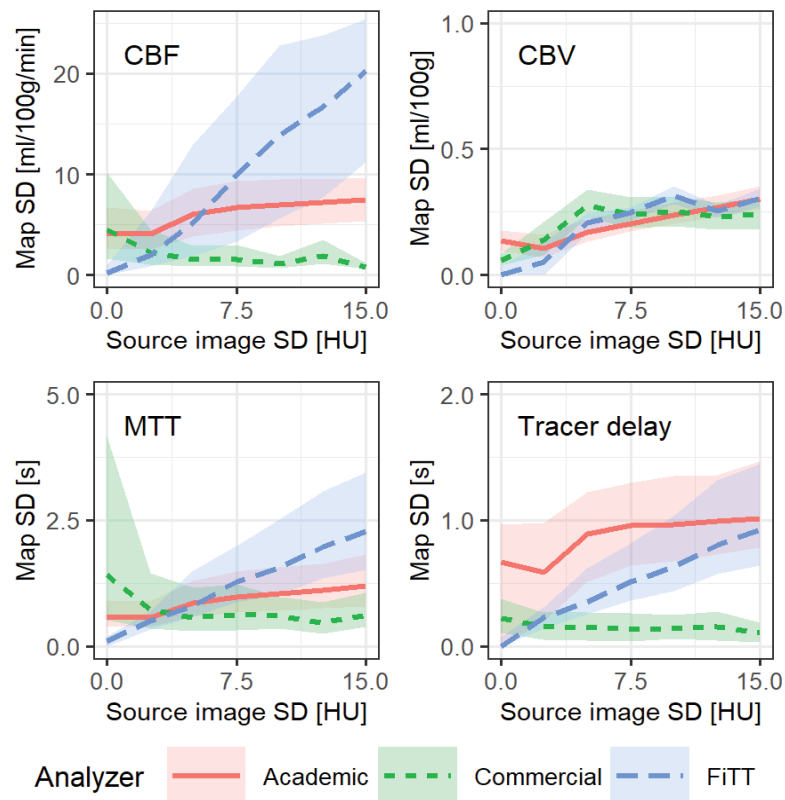 CBF
Map SD [ml/100g/min]
20
10
0
0.0 7.5 15.0
Source image SD [HU]
CBV
Map SD [ml/100g]
1.0
0.5
0.0
0.0 7.5 15.0
Source image SD [HU]
MTT
Map SD [s]
5.0
2.5
0.0
0.0 7.5 15.0
Source image SD [HU]
Tracer delay
Map SD [s]
2.0
1.0
0.0
0.0 7.5 15.0
Source image SD [HU]
Analyzer Academic Commercial FiTT